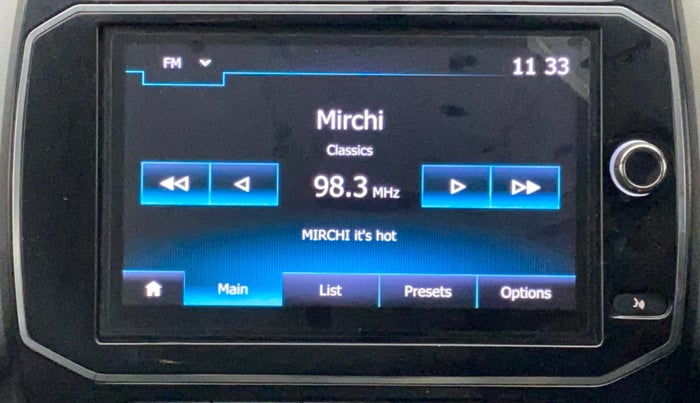 FM
11 33
Mirchi
Classics
98.3 MHz
MIRCHI it's hot
Main List Presets Options